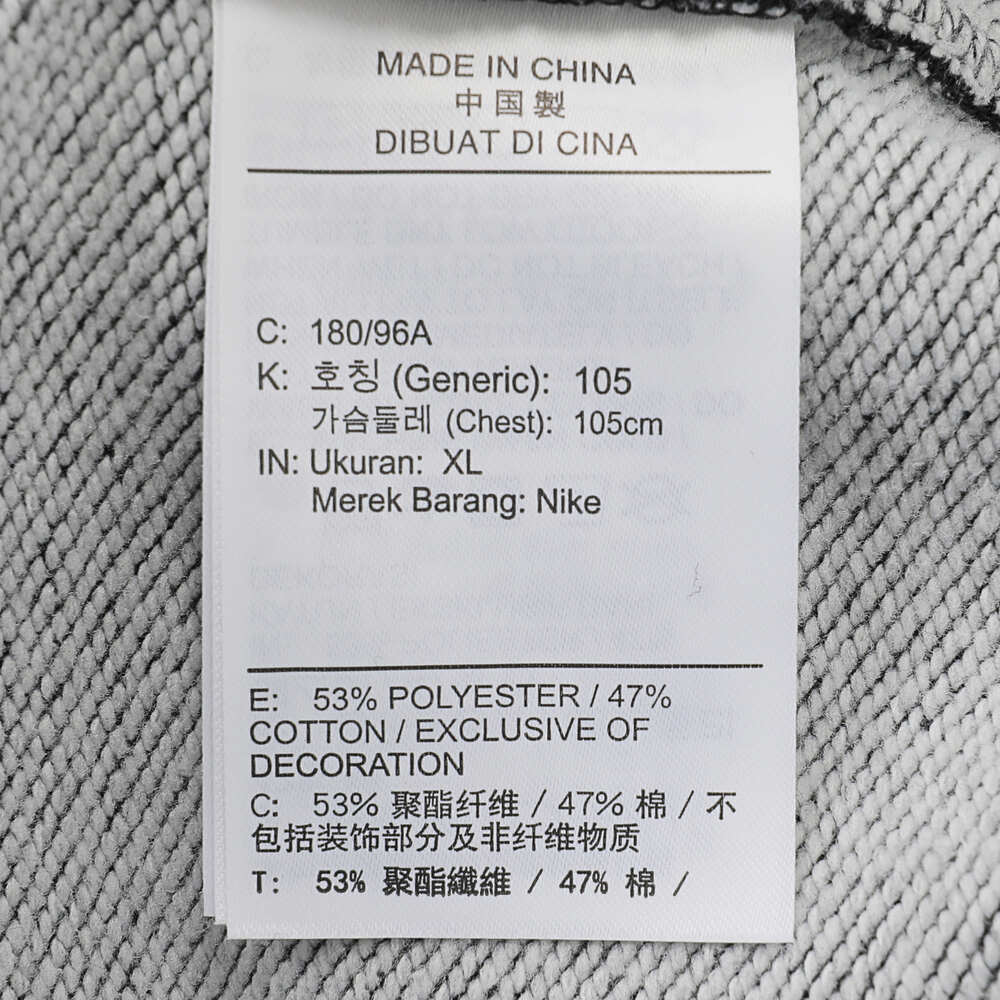 MADE IN CHINA
中国製
DIBUAT DI CINA
C: 180/96A
K: 호칭 (Generic): 105
가슴둘레 (Chest): 105cm
IN: Ukuran: XL
Merek Barang: Nike
E: 53% POLYESTER / 47%
COTTON / EXCLUSIVE OF
DECORATION
C: 53% 聚酯纤维 / 47% 棉 / 不
包括装饰部分及非纤维物质
T: 53% 聚酯纖維 / 47% 棉 /